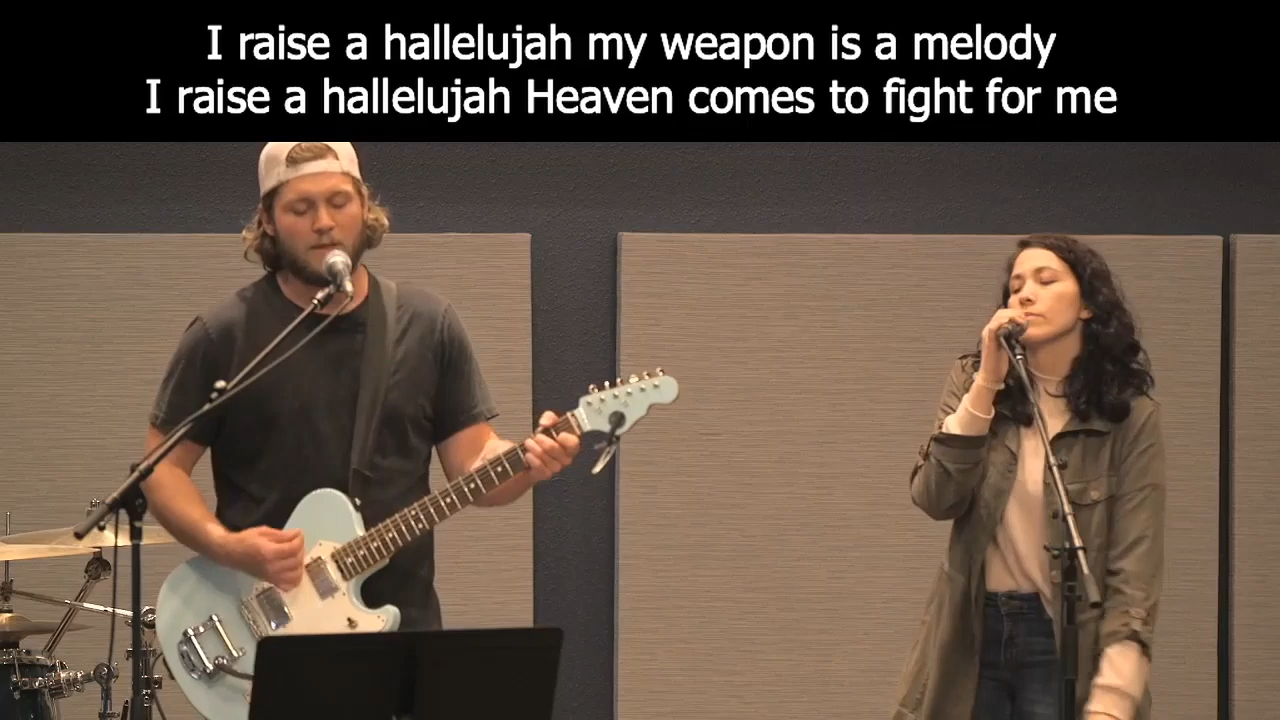 I raise a hallelujah my weapon is a melody
I raise a hallelujah Heaven comes to fight for me